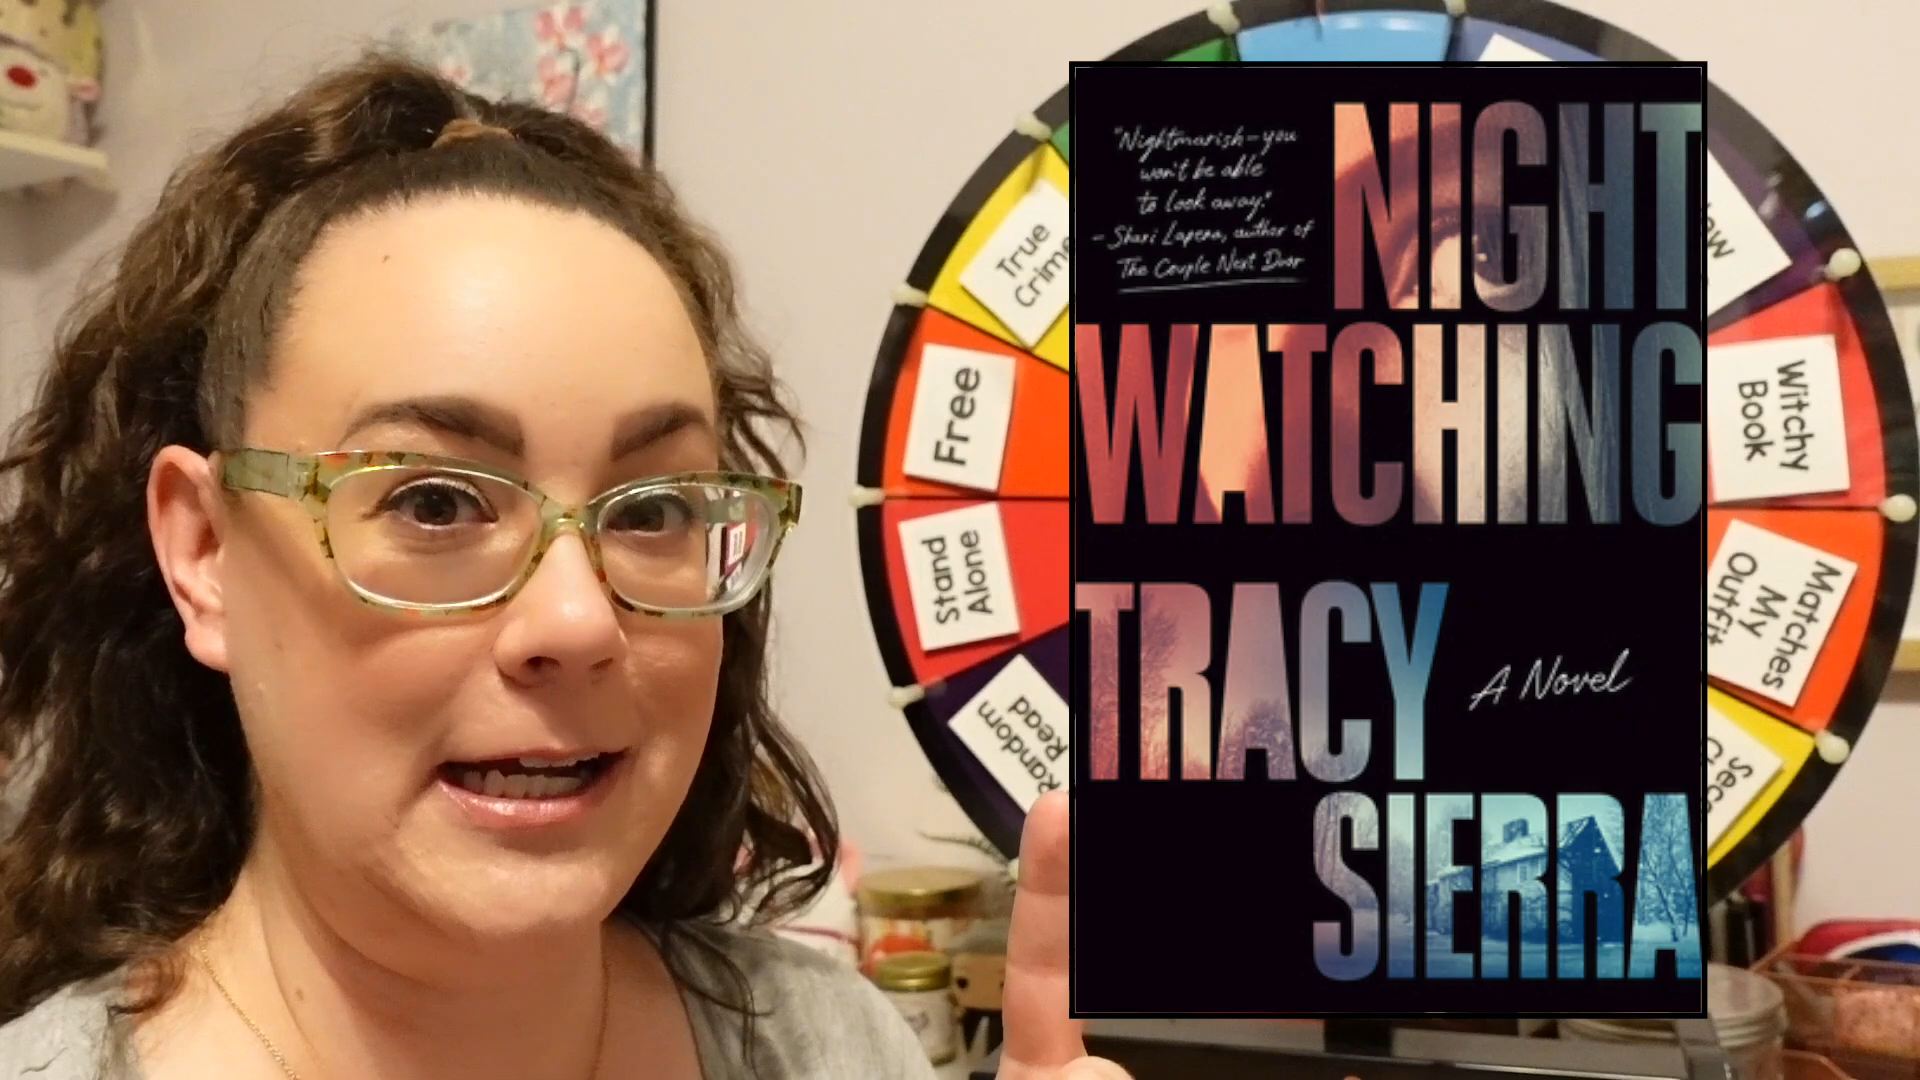 True
Crime
Free
Stand
Alone
Random
Read
"Nightmarish—you
won't be able
to look away."
— Shari Lapena, author of
The Couple Next Door
NIGHT
WATCHING
TRACY
A Novel
SIERRA
Witchy
Book
Matches
My
Outfit